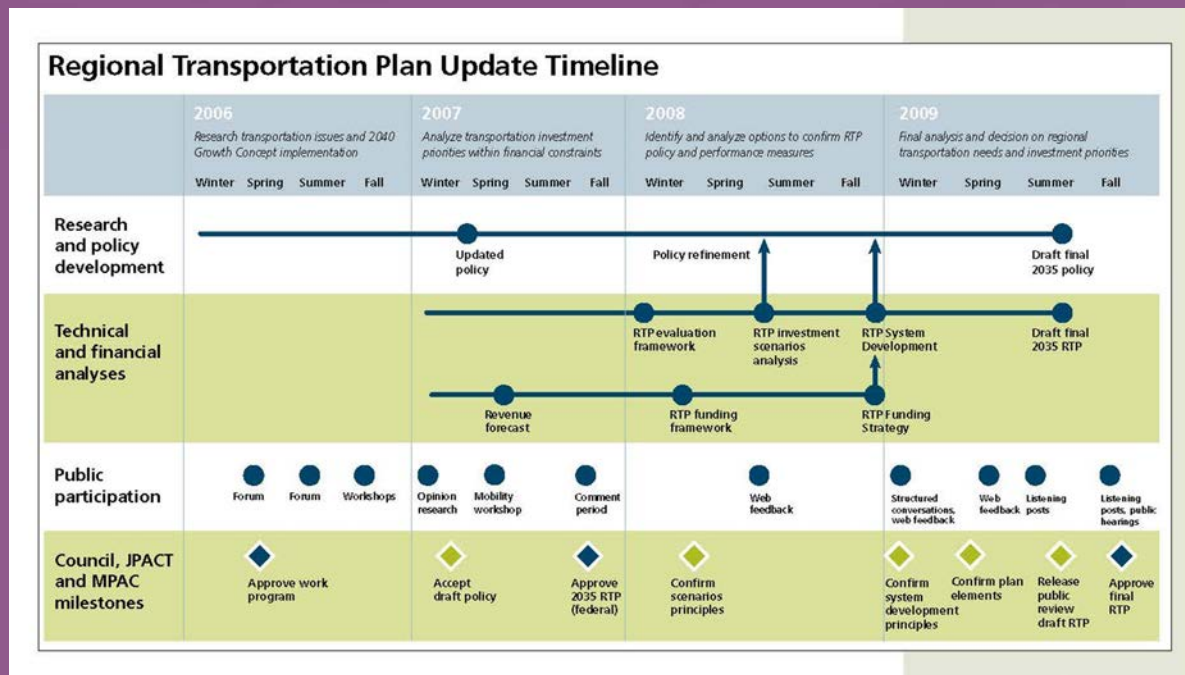 Regional Transportation Plan Update Timeline
2006
Research transportation issues and 2040
Growth Concept implementation
Winter Spring Summer Fall
2007
Analyze transportation investment
priorities within financial constraints
Winter Spring Summer Fall
2008
Identify and analyze options to confirm RTP
policy and performance measures
Winter Spring Summer Fall
2009
Final analysis and decision on regional
transportation needs and investment priorities
Winter Spring Summer Fall
Research
and policy
development
Updated
policy
Policy refinement
Draft final
2035 policy
Technical
and financial
analyses
RTP evaluation
framework
RTP investment
scenarios
analysis
RTP System
Development
Draft final
2035 RTP
Revenue
forecast
RTP funding
framework
RTP Funding
Strategy
Public
participation
Forum
Forum
Workshops
Opinion
research
Mobility
workshop
Comment
period
Web
feedback
Structured
conversations,
web feedback
Web
feedback
Listening
posts
Listening
posts, public
hearings
Council, JPACT
and MPAC
milestones
Approve work
program
Accept
draft policy
Approve
2035 RTP
(federal)
Confirm
scenarios
principles
Confirm
system
development
principles
Confirm plan
elements
Release
public
review
draft RTP
Approve
final
RTP